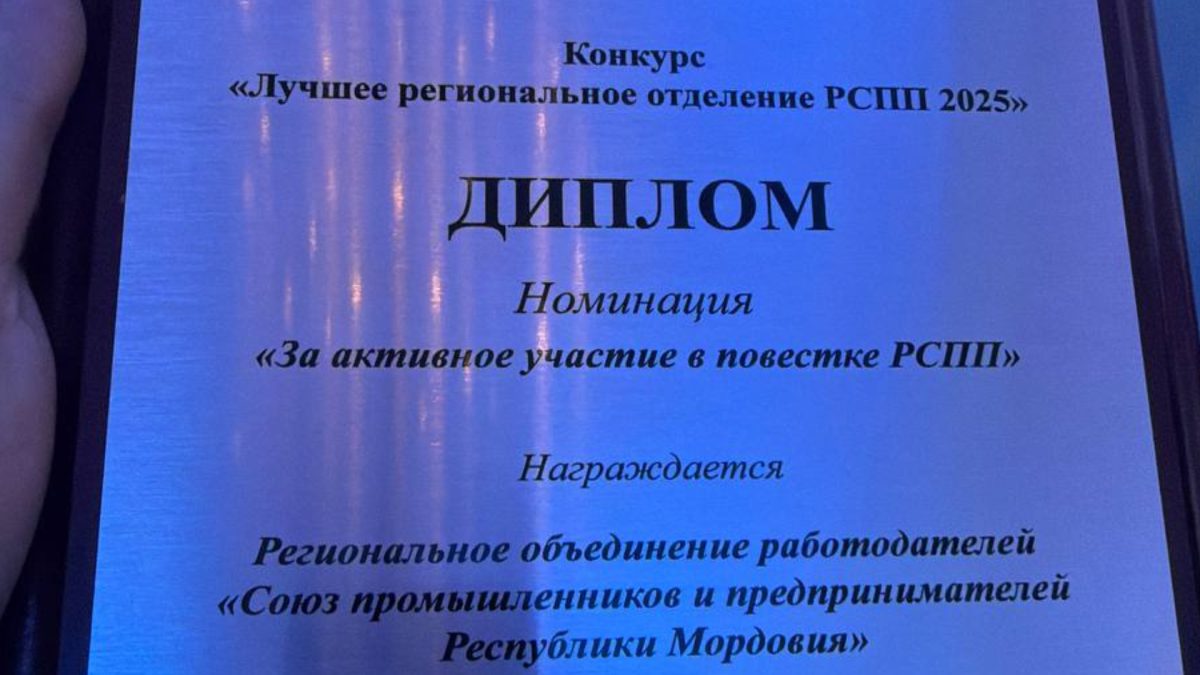 Конкурс
«Лучшее региональное отделение РСПП 2025»
ДИПЛОМ
Номинация
«За активное участие в повестке РСПП»
Награждается
Региональное объединение работодателей
«Союз промышленников и предпринимателей
Республики Мордовия»